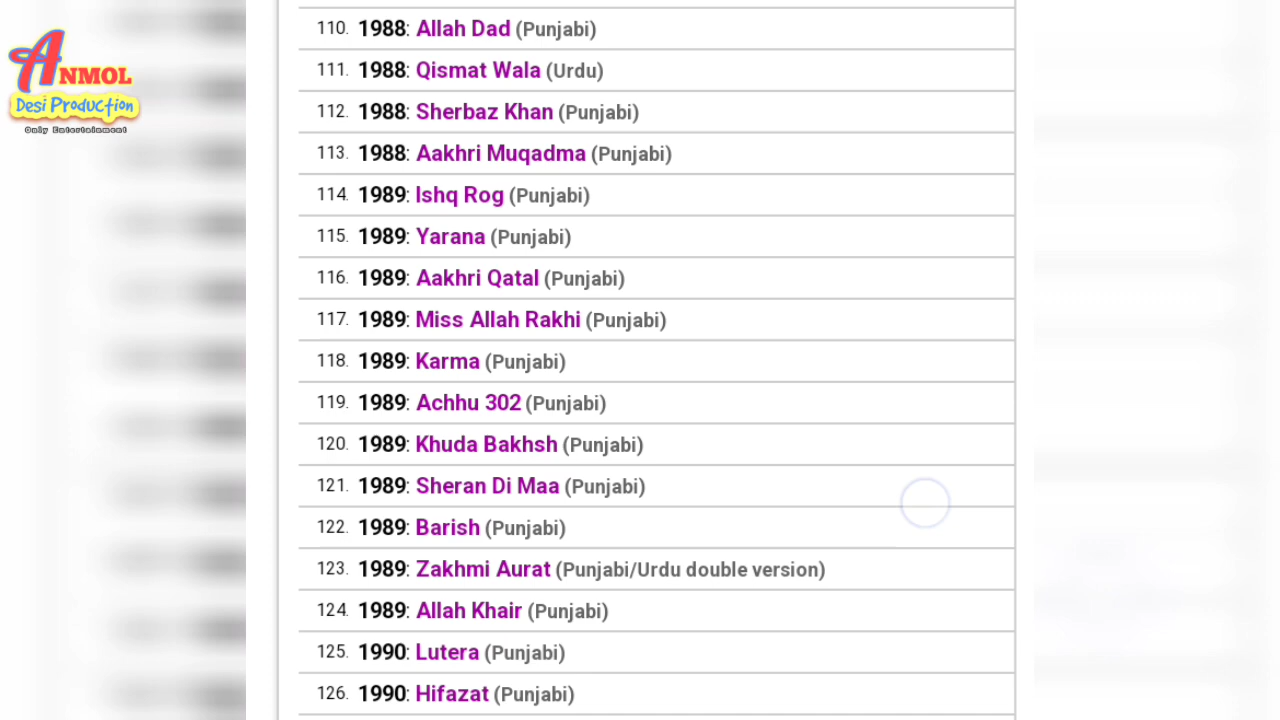 ANMOL
Desi Production
Only Entertainment
110. 1988: Allah Dad (Punjabi)
111. 1988: Qismat Wala (Urdu)
112. 1988: Sherbaz Khan (Punjabi)
113. 1988: Aakhri Muqadma (Punjabi)
114. 1989: Ishq Rog (Punjabi)
115. 1989: Yarana (Punjabi)
116. 1989: Aakhri Qatal (Punjabi)
117. 1989: Miss Allah Rakhi (Punjabi)
118. 1989: Karma (Punjabi)
119. 1989: Achhu 302 (Punjabi)
120. 1989: Khuda Bakhsh (Punjabi)
121. 1989: Sheran Di Maa (Punjabi)
122. 1989: Barish (Punjabi)
123. 1989: Zakhmi Aurat (Punjabi/Urdu double version)
124. 1989: Allah Khair (Punjabi)
125. 1990: Lutera (Punjabi)
126. 1990: Hifazat (Punjabi)